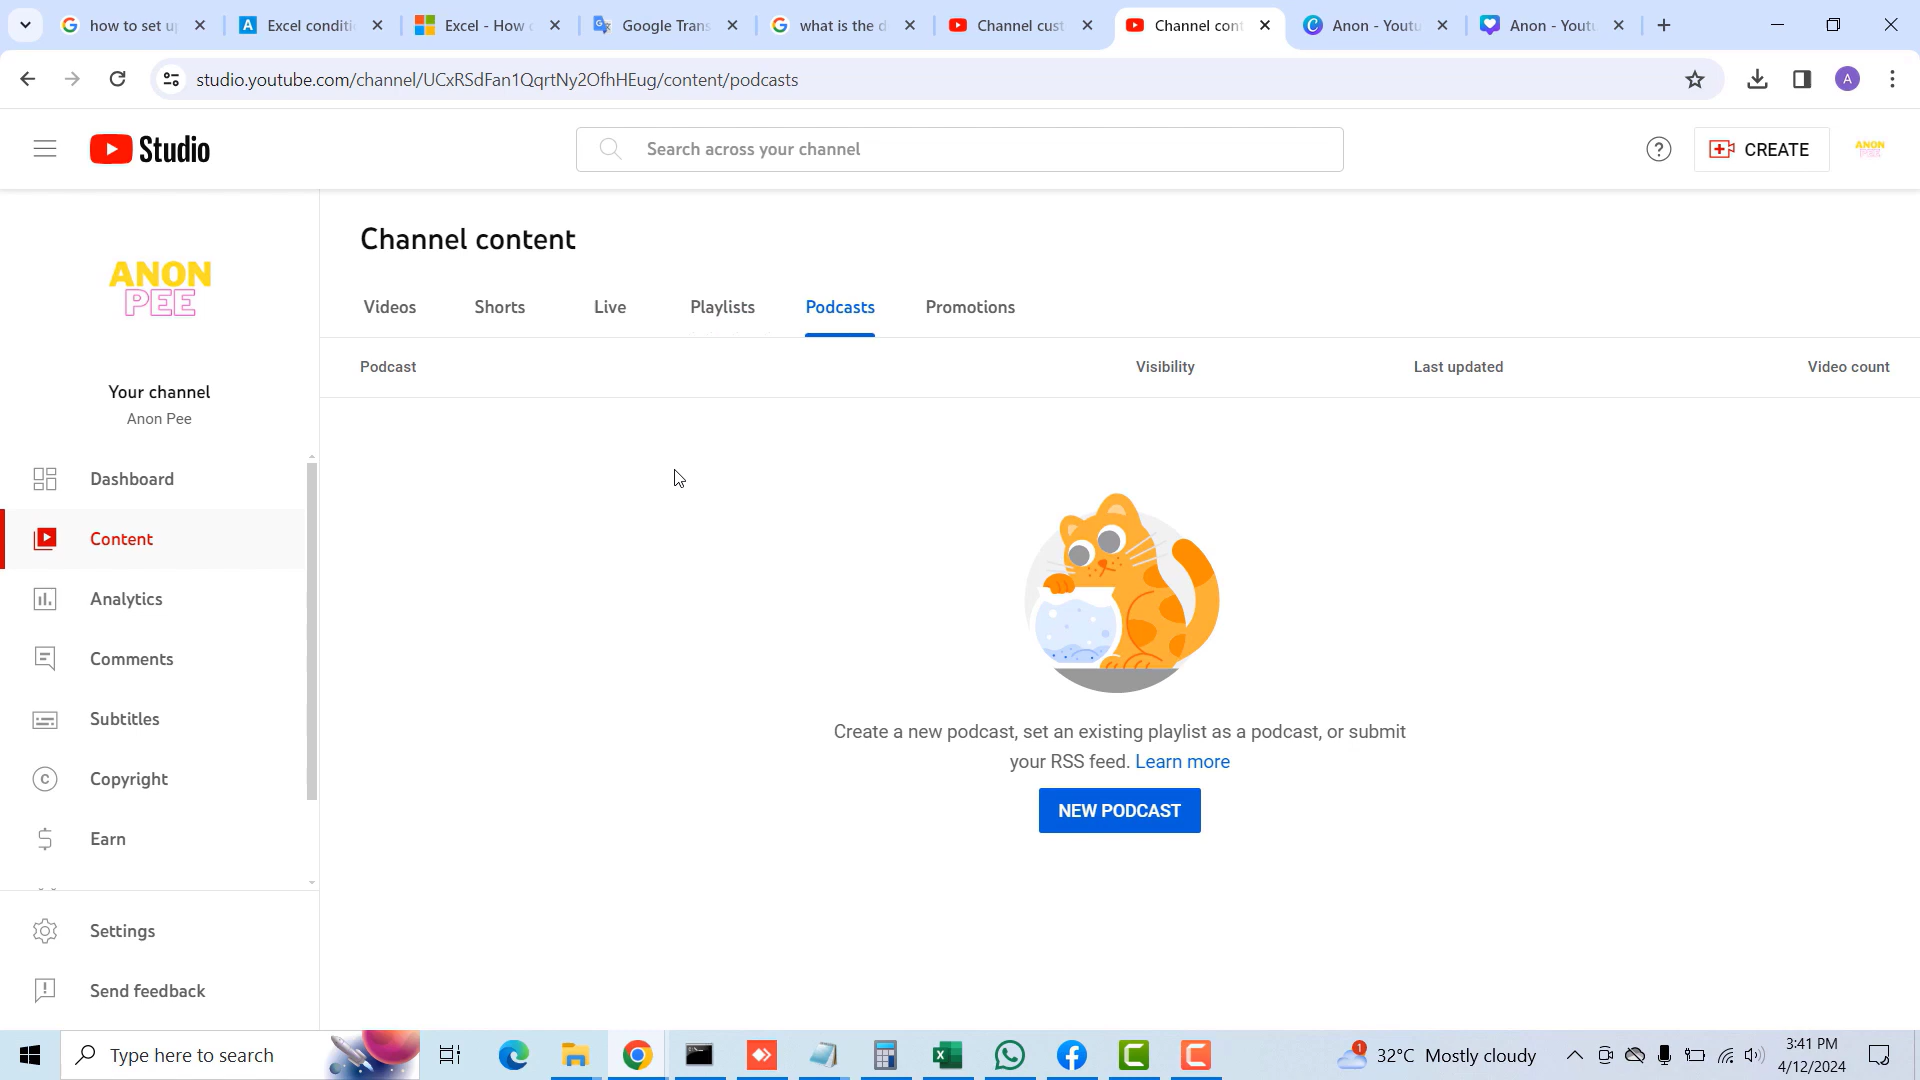 how to set u
Excel conditi
Excel - How
Google Trans
what is the d
Channel cust
Channel cont
Anon - Youtu
Anon - Youtu
studio.youtube.com/channel/UCxRSdFan1QqrtNy2OfhHEug/content/podcasts
A
Studio
Search across your channel
CREATE
ANON
PEE
Channel content
Videos
Shorts
Live
Playlists
Podcasts
Promotions
Podcast
Visibility
Last updated
Video count
ANON
PEE
Your channel
Anon Pee
Dashboard
Content
Analytics
Comments
Subtitles
Copyright
Earn
Settings
Send feedback
Create a new podcast, set an existing playlist as a podcast, or submit
your RSS feed. Learn more
NEW PODCAST
Type here to search
1
32°C Mostly cloudy
3:41 PM
4/12/2024